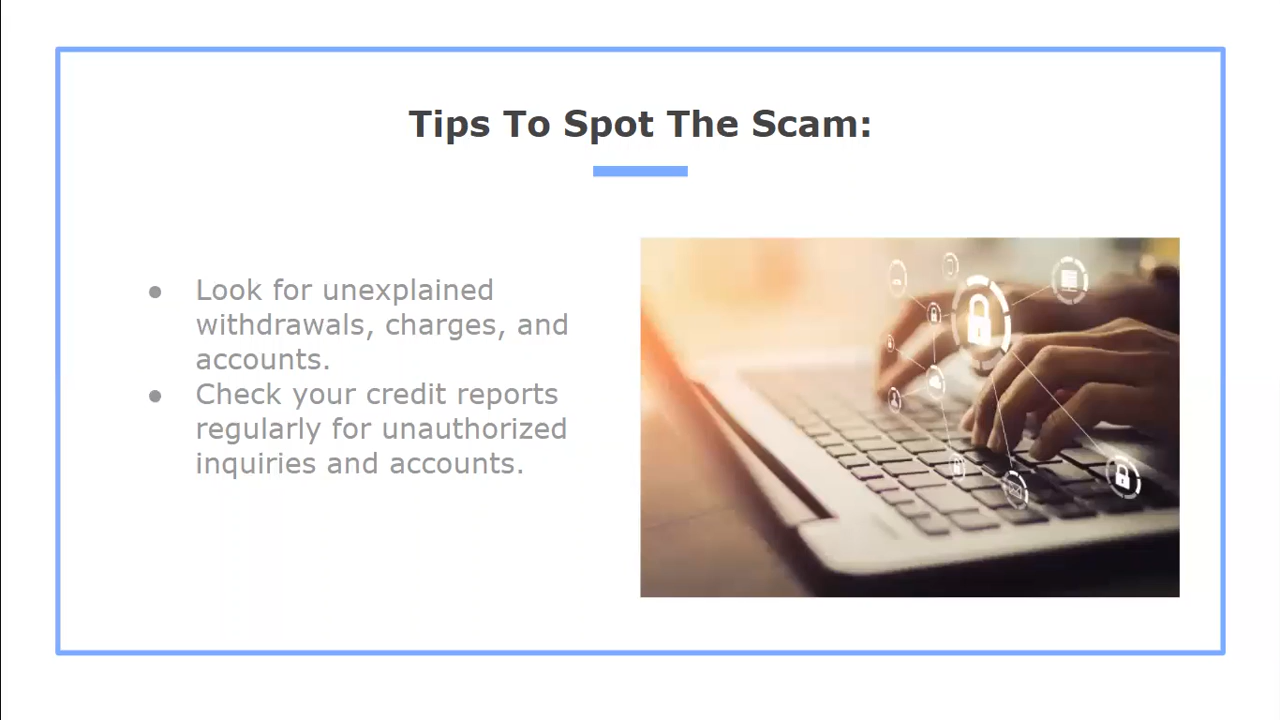 Tips To Spot The Scam:
● Look for unexplained
withdrawals, charges, and
accounts.
● Check your credit reports
regularly for unauthorized
inquiries and accounts.